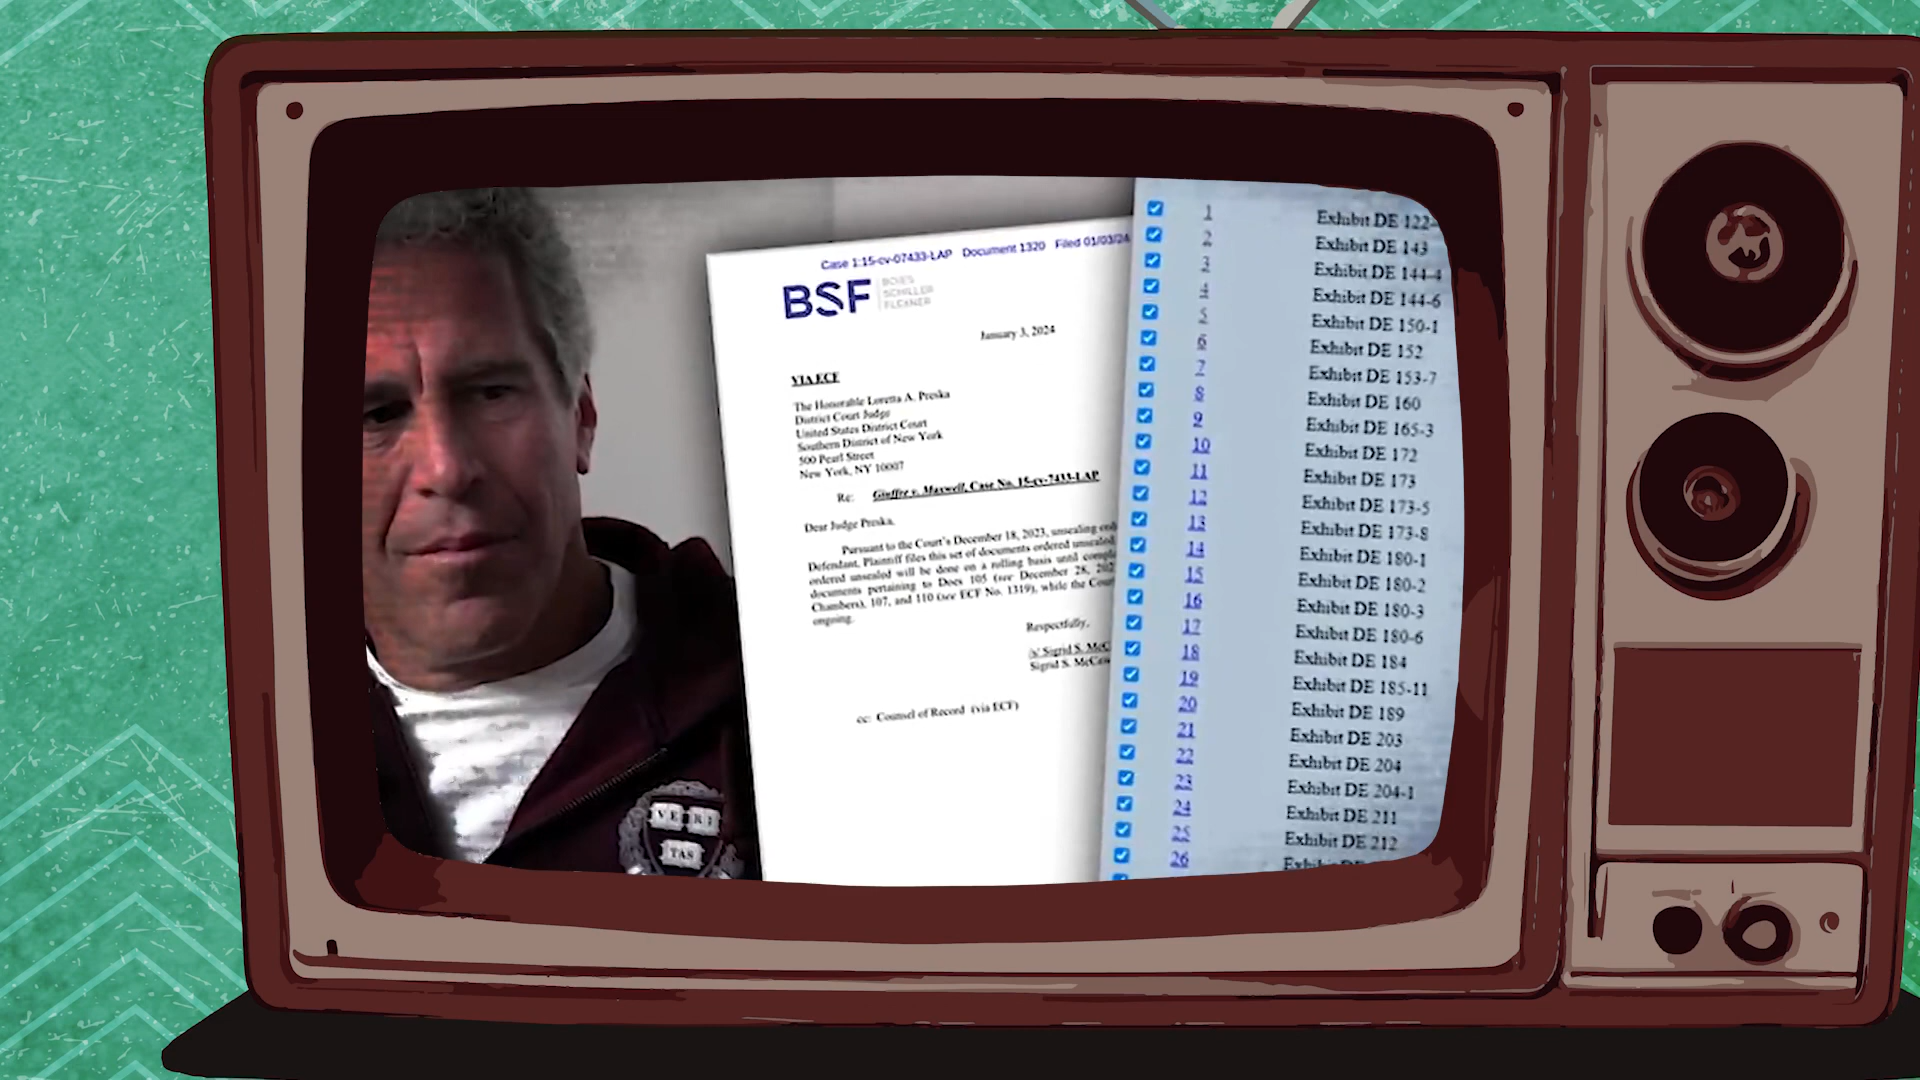 VE RI
TAS
Case 1:15-cv-07433-LAP Document 1320 Filed 01/03/24
BSF
BOIES
SCHILLER
FLEXNER
January 3, 2024
VIA ECF
The Honorable Loretta A. Preska
District Court Judge
United States District Court
Southern District of New York
500 Pearl Street
New York, NY 10007
Re: Giuffre v. Maxwell, Case No. 15-cv-7433-LAP
Dear Judge Preska,
Pursuant to the Court's December 18, 2023, unsealing
Defendant, Plaintiff files this set of documents ordered unsealed
ordered unsealed will be done on a rolling basis until
documents pertaining to Does 105 (see December 28,
Chambers), 107, and 110 (see ECF No. 1319), while the
ongoing.
Respectfully,
/s/ Sigrid S.
Sigrid S.
cc: Counsel of Record (via ECF)
1 Exhibit DE 122-
2 Exhibit DE 143
3 Exhibit DE 144-4
4 Exhibit DE 144-6
5 Exhibit DE 150-1
6 Exhibit DE 152
7 Exhibit DE 153-7
8 Exhibit DE 160
9 Exhibit DE 165-3
10 Exhibit DE 172
11 Exhibit DE 173
12 Exhibit DE 173-5
13 Exhibit DE 173-8
14 Exhibit DE 180-1
15 Exhibit DE 180-2
16 Exhibit DE 180-3
17 Exhibit DE 180-6
18 Exhibit DE 184
19 Exhibit DE 185-11
20 Exhibit DE 189
21 Exhibit DE 203
22 Exhibit DE 204
23 Exhibit DE 204-1
24 Exhibit DE 211
25 Exhibit DE 212
26